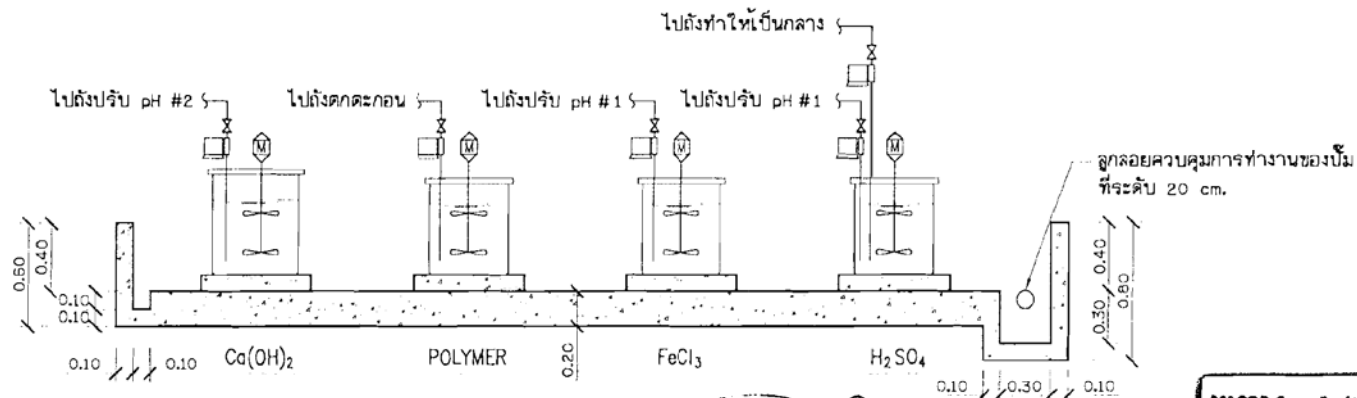 ไปถังทำให้เป็นกลาง
ไปถังปรับ pH #2
ไปถังตกตะกอน
ไปถังปรับ pH #1
ไปถังปรับ pH #1
M
M
M
M
ลูกลอยควบคุมการทำงานของปั๊ม
ที่ระดับ 20 cm.
0.60
0.40
0.10
0.10
0.40
0.30
0.80
0.20
Ca(OH)2
POLYMER
FeCl3
H2SO4
0.10
0.10
0.10
0.30
0.10